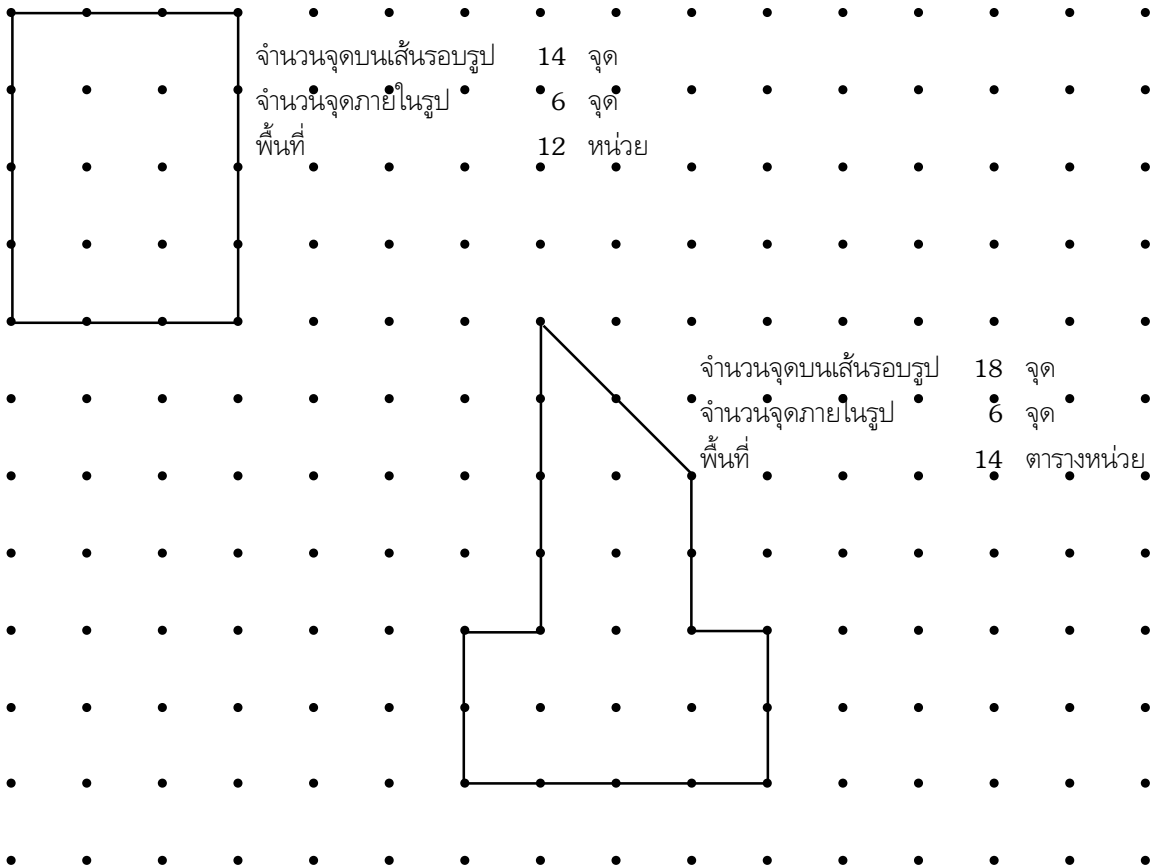 จำนวนจุดบนเส้นรอบรูป 14 จุด
จำนวนจุดภายในรูป 6 จุด
พื้นที่ 12 หน่วย
จำนวนจุดบนเส้นรอบรูป 18 จุด
จำนวนจุดภายในรูป 6 จุด
พื้นที่ 14 ตารางหน่วย